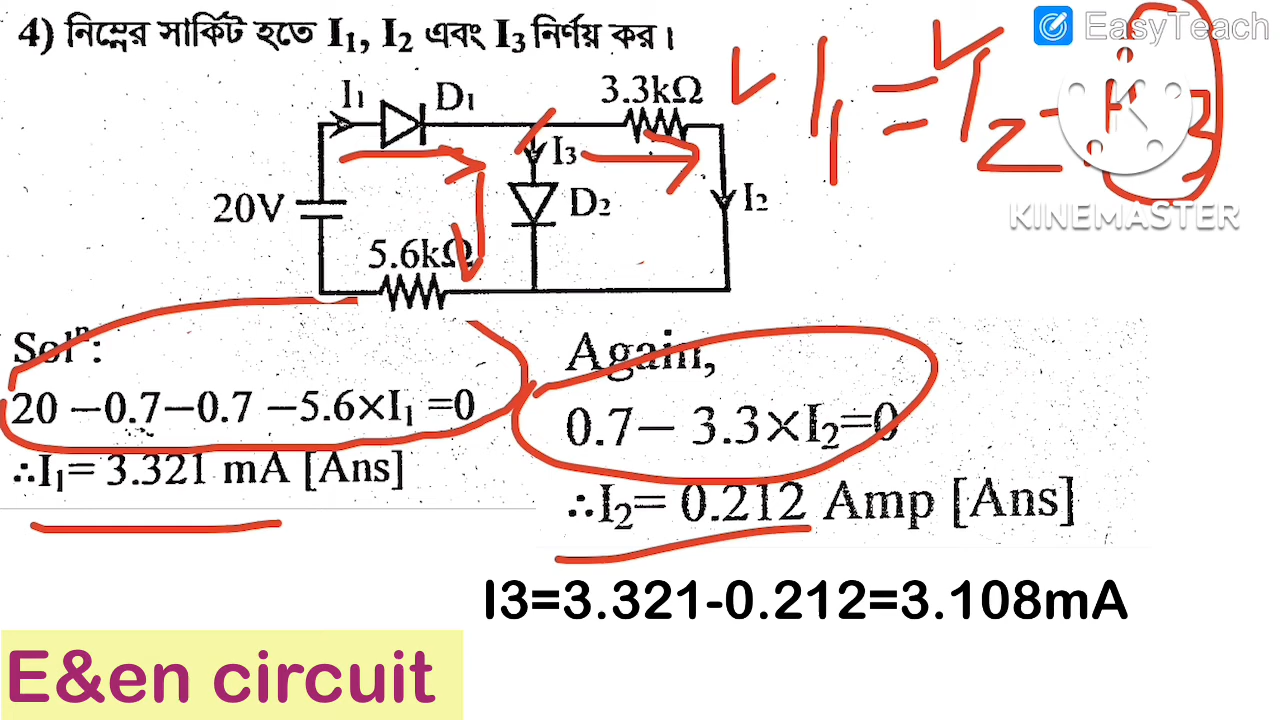 4) নিম্নের সার্কিট হতে I₁, I₂ এবং I₃ নির্ণয় কর।
EasyTeach
I₁ D₁ 3.3kΩ
I₁ = I₂
KINEMASTER
I₃
20V D₂ I₂
5.6kΩ
Solⁿ:
20 –0.7–0.7 –5.6×I₁ =0
∴I₁= 3.321 mA [Ans]
Again,
0.7– 3.3×I₂=0
∴I₂= 0.212 Amp [Ans]
I3=3.321-0.212=3.108mA
E&en circuit